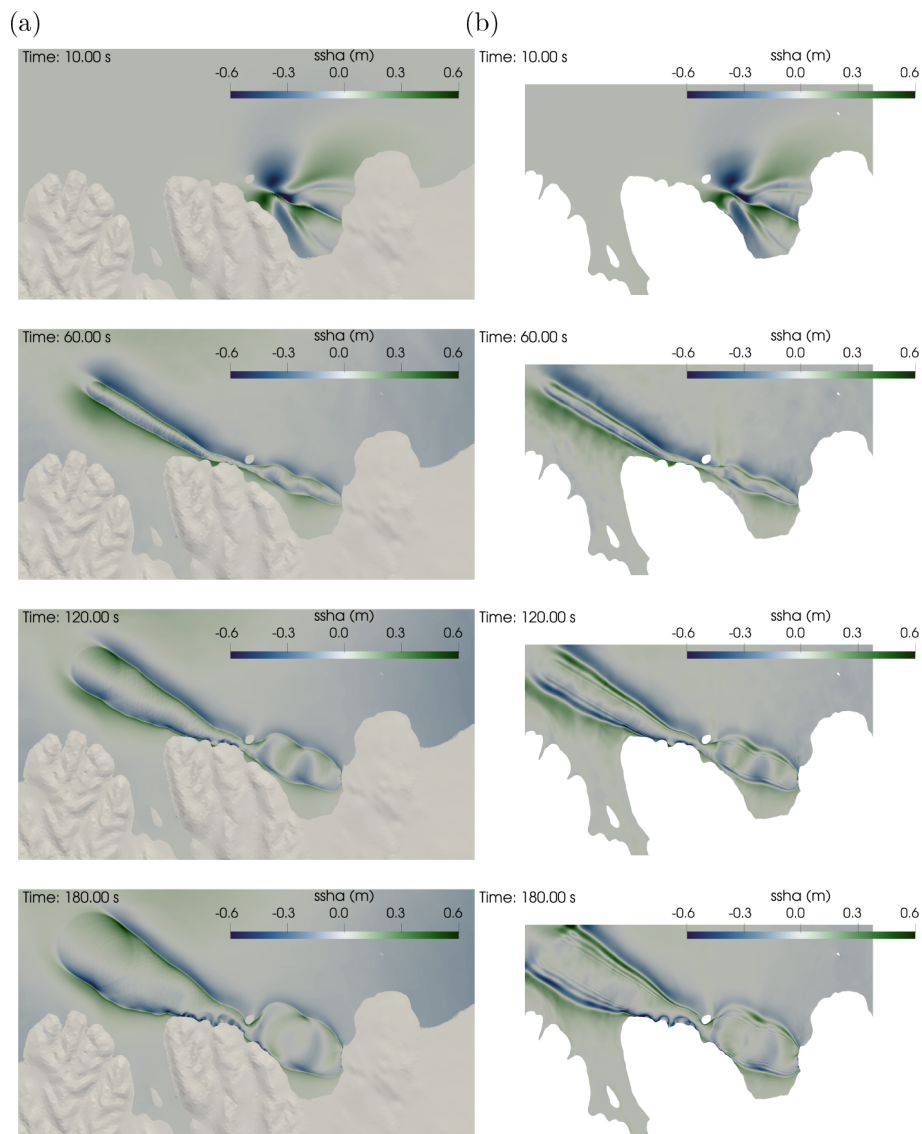 (a) (b)
Time: 10.00 s ssha (m) Time: 10.00 s ssha (m)
-0.6 -0.3 0.0 0.6 -0.6 -0.3 0.0 0.3 0.6
Time: 60.00 s ssha (m) Time: 60.00 s ssha (m)
-0.6 -0.3 0.0 0.3 0.6 -0.6 -0.3 0.0 0.3 0.6
Time: 120.00 s ssha (m) Time: 120.00 s ssha (m)
-0.6 -0.3 0.0 0.3 0.6 -0.6 -0.3 0.0 0.3 0.6
Time: 180.00 s ssha (m) Time: 180.00 s ssha (m)
-0.6 -0.3 0.0 0.3 0.6 -0.6 -0.3 0.0 0.3 0.6